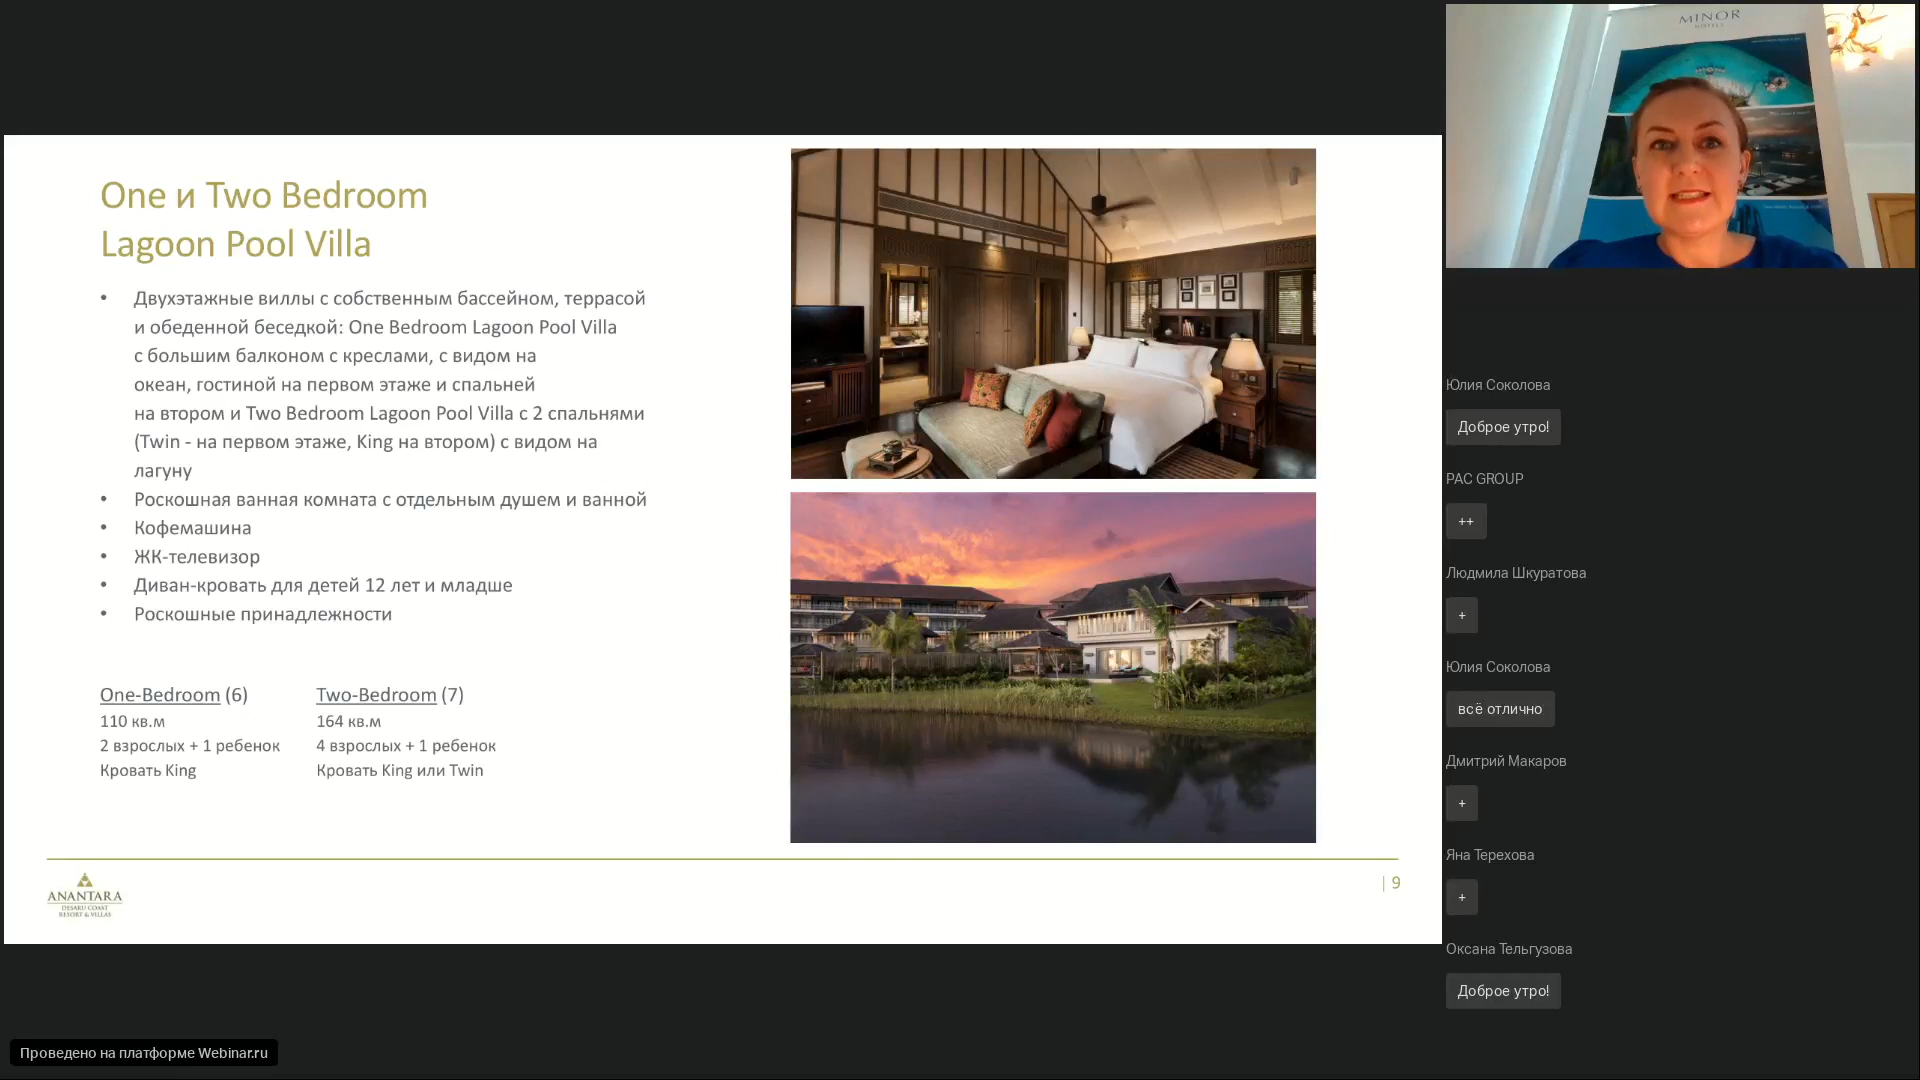 One и Two Bedroom
Lagoon Pool Villa
• Двухэтажные виллы с собственным бассейном, террасой
и обеденной беседкой: One Bedroom Lagoon Pool Villa
с большим балконом с креслами, с видом на
океан, гостиной на первом этаже и спальней
на втором и Two Bedroom Lagoon Pool Villa с 2 спальнями
(Twin - на первом этаже, King на втором) с видом на
лагуну
• Роскошная ванная комната с отдельным душем и ванной
• Кофемашина
• ЖК-телевизор
• Диван-кровать для детей 12 лет и младше
• Роскошные принадлежности
One-Bedroom (6)
110 кв.м
2 взрослых + 1 ребенок
Кровать King
Two-Bedroom (7)
164 кв.м
4 взрослых + 1 ребенок
Кровать King или Twin
ANANTARA
DESARU COAST
RESORT & VILLAS
| 9
Проведено на платформе Webinar.ru
MINOR
HOTELS
Юлия Соколова
Доброе утро!
PAC GROUP
++
Людмила Шкуратова
+
Юлия Соколова
всё отлично
Дмитрий Макаров
+
Яна Терехова
+
Оксана Тельгузова
Доброе утро!